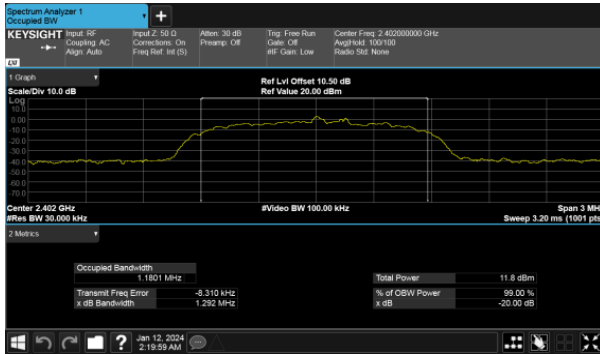 Spectrum Analyzer 1
Occupied BW
KEYSIGHT
Input: RF
Coupling: AC
Align: Auto
Input Z: 50 Ω
Corrections: On
Freq Ref: Int (S)
Atten: 30 dB
Preamp: Off
Trig: Free Run
Gate: Off
#IF Gain: Low
Center Freq: 2.402000000 GHz
Avg|Hold: 100/100
Radio Std: None
LXI
1 Graph
Scale/Div 10.0 dB
Ref Lvl Offset 10.50 dB
Ref Value 20.00 dBm
Log
10.0
0.00
-10.0
-20.0
-30.0
-40.0
-50.0
-60.0
-70.0
Center 2.402 GHz
#Video BW 100.00 kHz
Span 3 MH
#Res BW 30.000 kHz
Sweep 3.20 ms (1001 pts
2 Metrics
Occupied Bandwidth
1.1801 MHz
Total Power 11.8 dBm
Transmit Freq Error -8.310 kHz
% of OBW Power 99.00 %
x dB Bandwidth 1.292 MHz
x dB -20.00 dB
Jan 12, 2024
2:19:59 AM